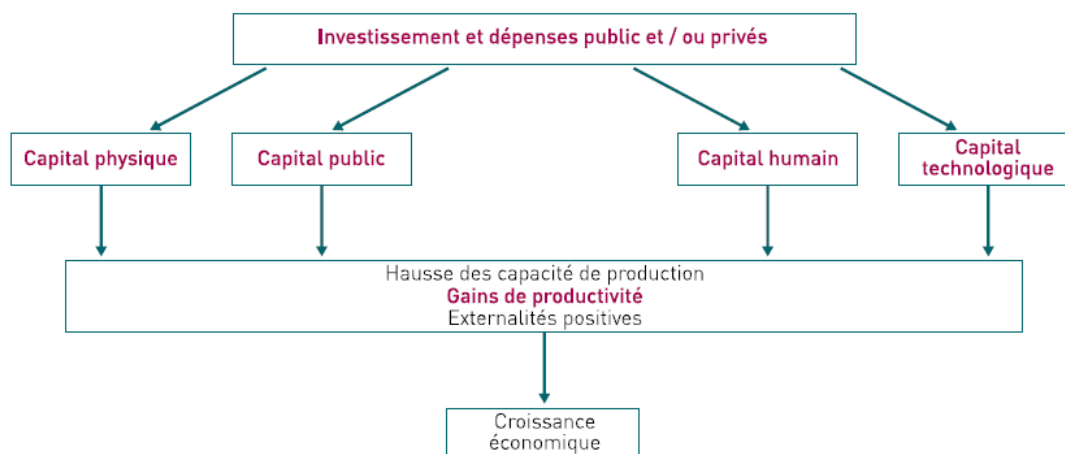 Investissement et dépenses public et / ou privés
Capital physique
Capital public
Capital humain
Capital
technologique
Hausse des capacité de production
Gains de productivité
Externalités positives
Croissance
économique